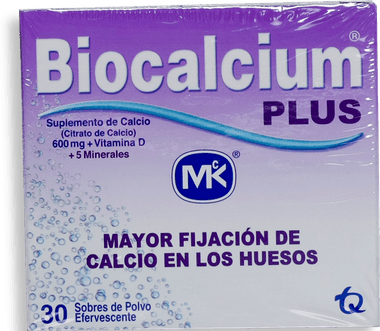 Biocalcium®
PLUS
Suplemento de Calcio
(Citrato de Calcio)
600 mg + Vitamina D
+ 5 Minerales
McK®
MAYOR FIJACIÓN DE
CALCIO EN LOS HUESOS
30 Sobres de Polvo
Efervescente
TQ